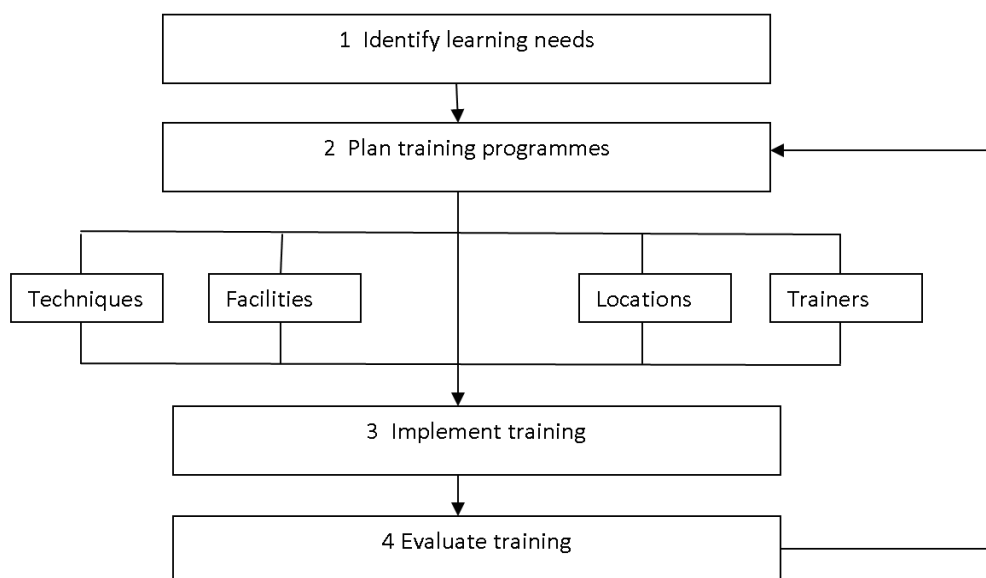 1 Identify learning needs
2 Plan training programmes
Techniques
Facilities
Locations
Trainers
3 Implement training
4 Evaluate training